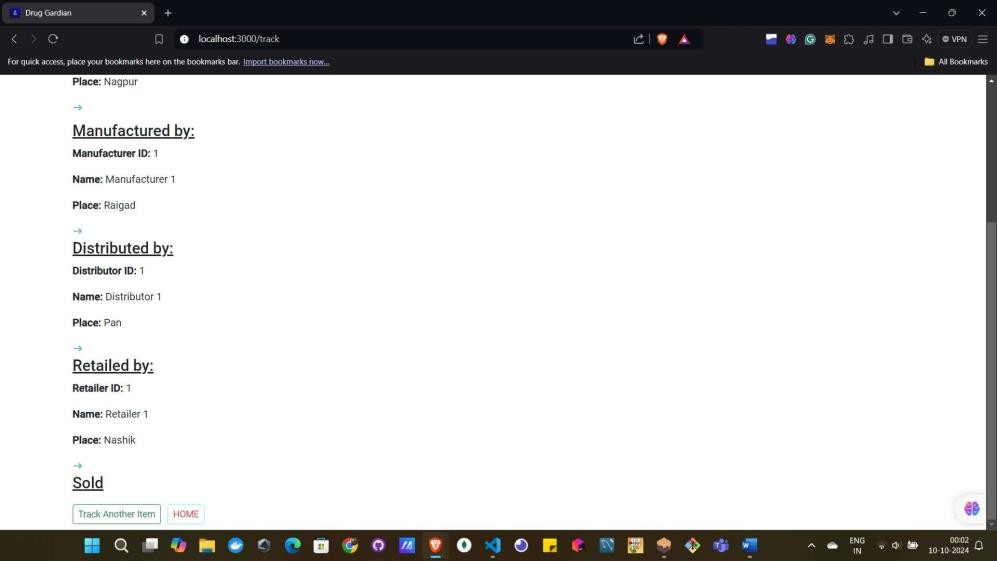 Drug Gardian
localhost:3000/track
VPN
For quick access, place your bookmarks here on the bookmarks bar. Import bookmarks now...
All Bookmarks
Place: Nagpur
→
Manufactured by:
Manufacturer ID: 1
Name: Manufacturer 1
Place: Raigad
→
Distributed by:
Distributor ID: 1
Name: Distributor 1
Place: Pan
→
Retailed by:
Retailer ID: 1
Name: Retailer 1
Place: Nashik
→
Sold
Track Another Item HOME
ENG 00:02
IN 10-10-2024